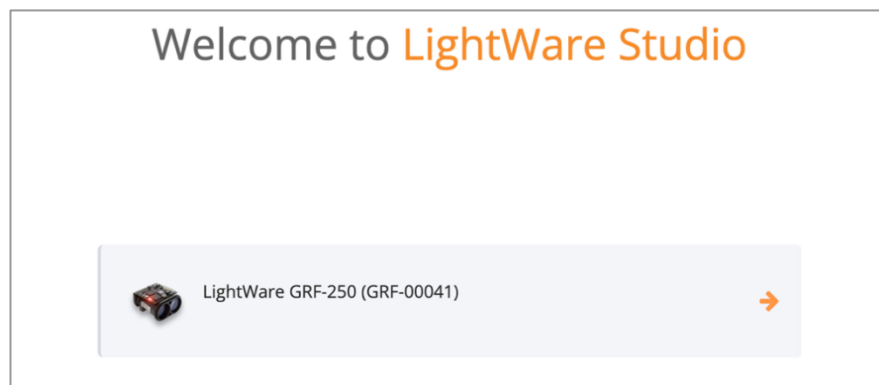 Welcome to LightWare Studio
LightWare GRF-250 (GRF-00041)